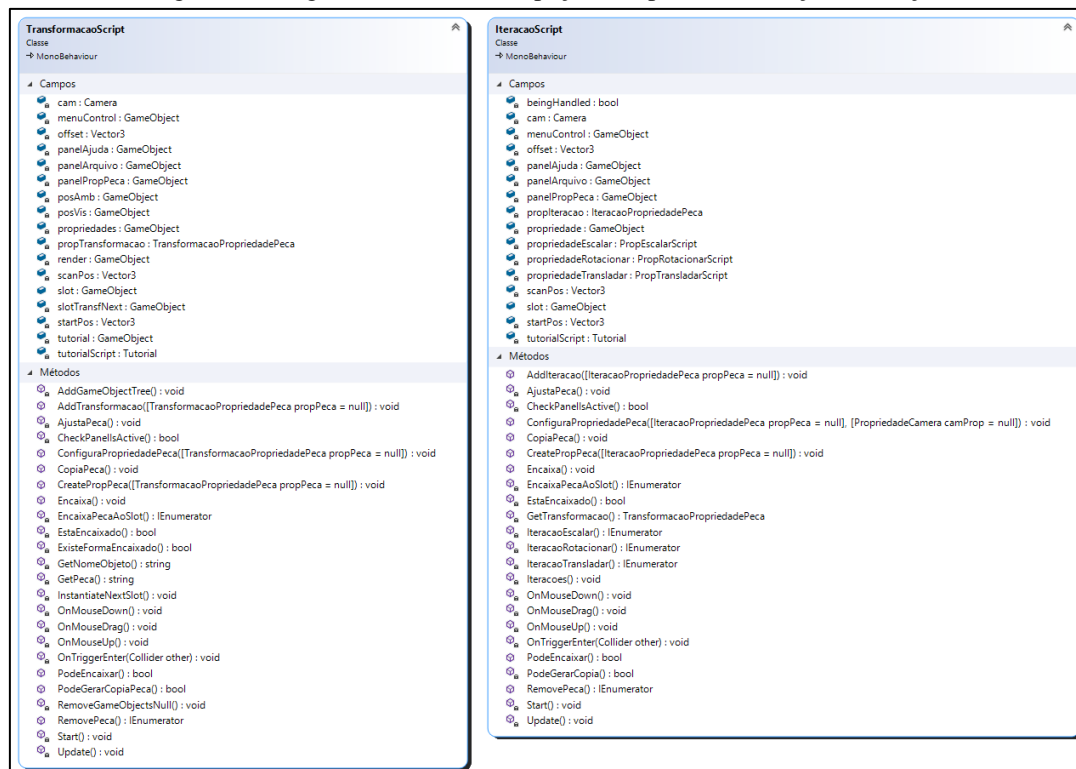 TransformacaoScript
Classe
MonoBehaviour
Campos
cam : Camera
menuControl : GameObject
offset : Vector3
panelAjuda : GameObject
panelArquivo : GameObject
panelPropPeca : GameObject
posAmb : GameObject
posVis : GameObject
propriedades : GameObject
propTransformacao : TransformacaoPropriedadePeca
render : GameObject
scanPos : Vector3
slot : GameObject
slotTransfNext : GameObject
startPos : Vector3
tutorial : GameObject
tutorialScript : Tutorial
Métodos
AddGameObjectTree() : void
AddTransformacao([TransformacaoPropriedadePeca propPeca = null]) : void
AjustaPeca() : void
CheckPanelIsActive() : bool
ConfiguraPropriedadePeca([TransformacaoPropriedadePeca propPeca = null]) : void
CopiaPeca() : void
CreatePropPeca([TransformacaoPropriedadePeca propPeca = null]) : void
Encaixa() : void
EncaixaPecaAoSlot() : IEnumerator
EstaEncaixado() : bool
ExisteFormaEncaixado() : bool
GetNomeObjeto() : string
GetPeca() : string
InstantiateNextSlot() : void
OnMouseDown() : void
OnMouseDrag() : void
OnMouseUp() : void
OnTriggerEnter(Collider other) : void
PodeEncaixar() : bool
PodeGerarCopiaPeca() : bool
RemoveGameObjectsNull() : void
RemovePeca() : IEnumerator
Start() : void
Update() : void
IteracaoScript
Classe
MonoBehaviour
Campos
beingHandled : bool
cam : Camera
menuControl : GameObject
offset : Vector3
panelAjuda : GameObject
panelArquivo : GameObject
panelPropPeca : GameObject
propIteracao : IteracaoPropriedadePeca
propriedade : GameObject
propriedadeEscalar : PropEscalarScript
propriedadeRotacionar : PropRotacionarScript
propriedadeTransladar : PropTransladarScript
scanPos : Vector3
slot : GameObject
startPos : Vector3
tutorialScript : Tutorial
Métodos
AddIteracao([IteracaoPropriedadePeca propPeca = null]) : void
AjustaPeca() : void
CheckPanelIsActive() : bool
ConfiguraPropriedadePeca([IteracaoPropriedadePeca propPeca = null], [PropriedadeCamera camProp = null]) : void
CopiaPeca() : void
CreatePropPeca([IteracaoPropriedadePeca propPeca = null]) : void
Encaixa() : void
EncaixaPecaAoSlot() : IEnumerator
EstaEncaixado() : bool
GetTransformacao() : TransformacaoPropriedadePeca
IteracaoEscalar() : IEnumerator
IteracaoRotacionar() : IEnumerator
IteracaoTransladar() : IEnumerator
Iteracoes() : void
OnMouseDown() : void
OnMouseDrag() : void
OnMouseUp() : void
OnTriggerEnter(Collider other) : void
PodeEncaixar() : bool
PodeGerarCopia() : bool
RemovePeca() : IEnumerator
Start() : void
Update() : void